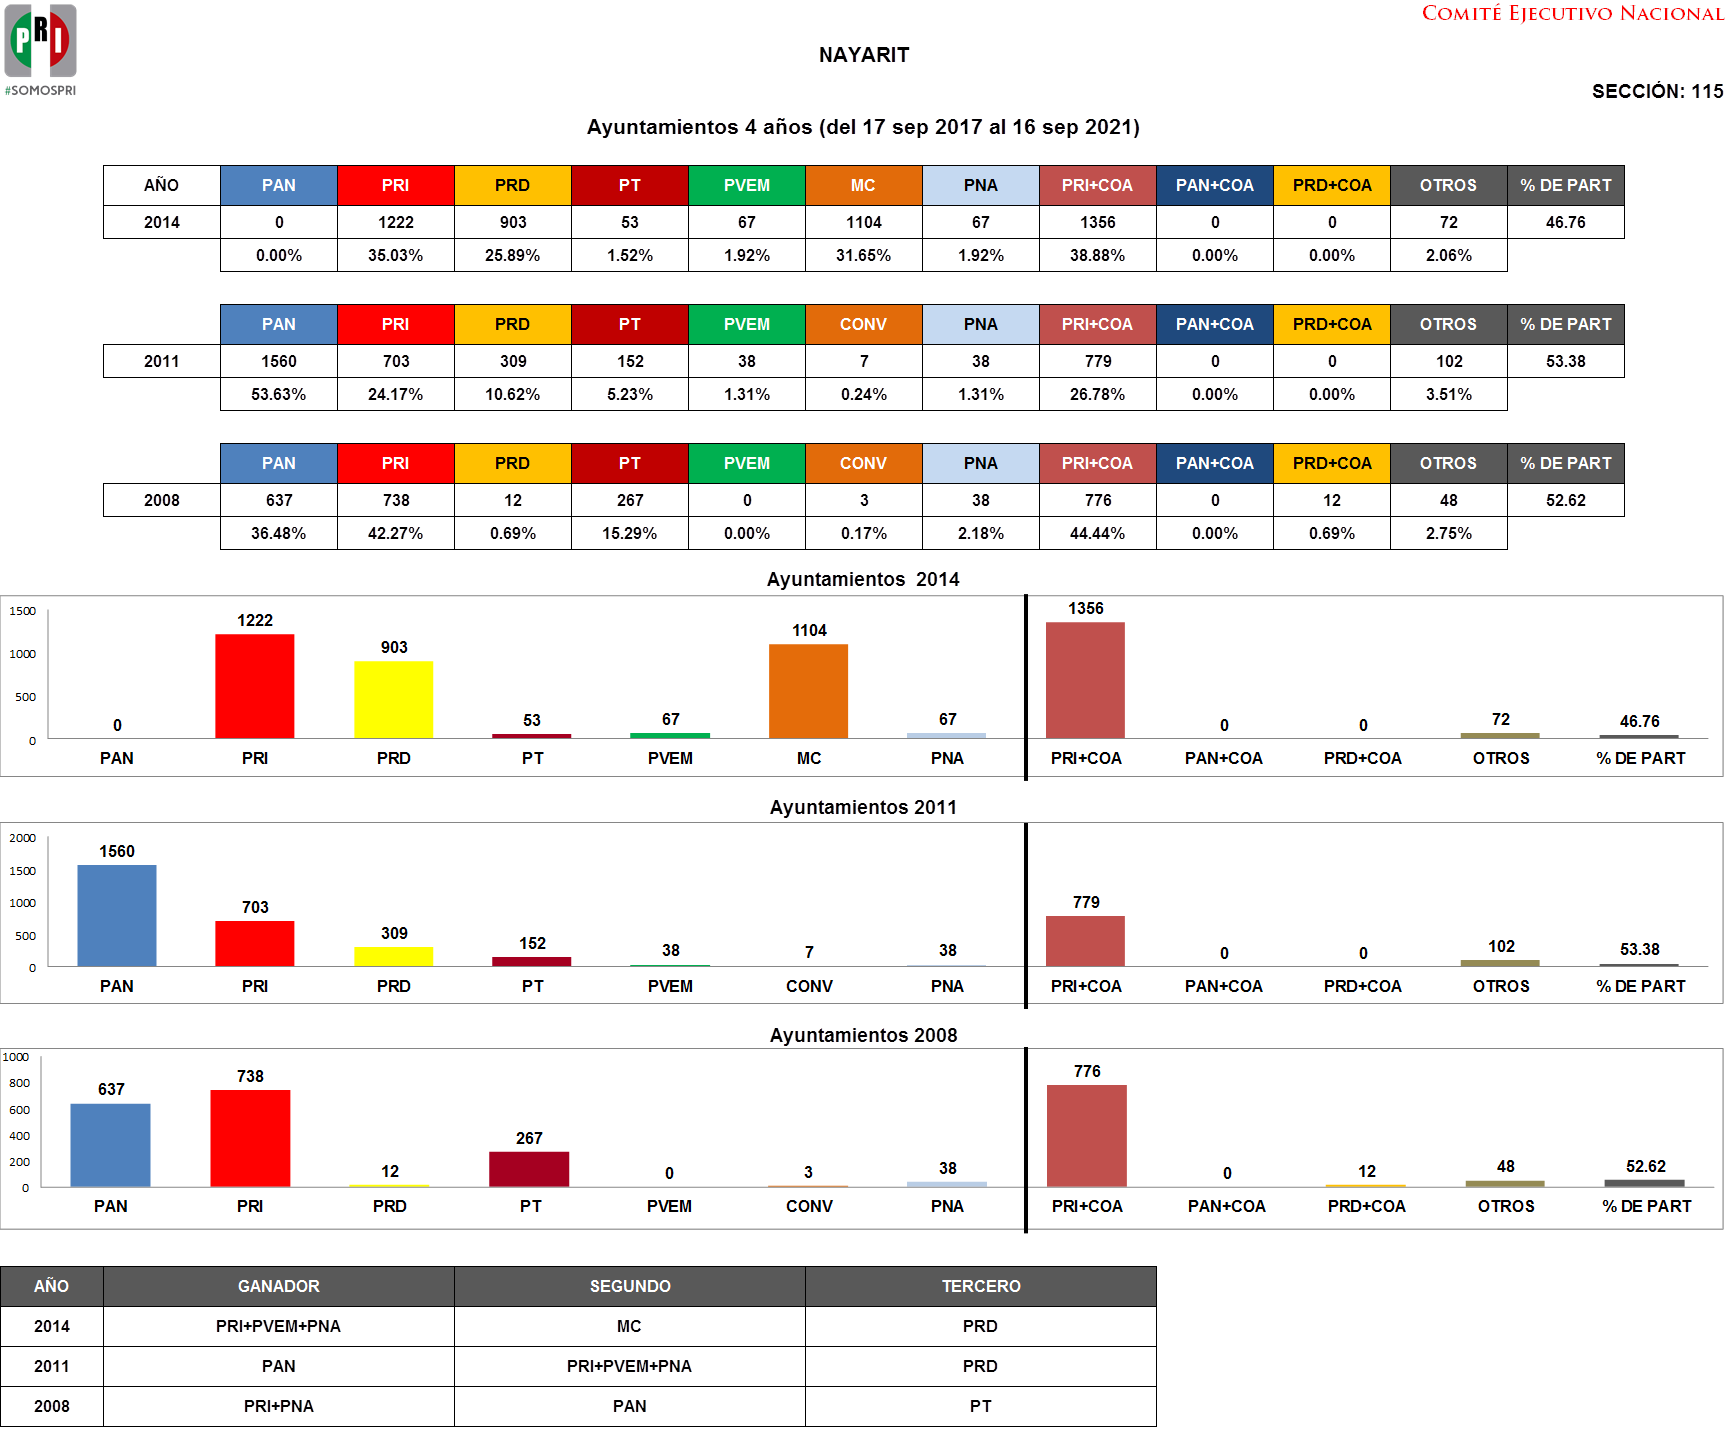 COMITÉ EJECUTIVO NACIONAL
PRI
#SOMOSPRI
NAYARIT
SECCIÓN: 115
Ayuntamientos 4 años (del 17 sep 2017 al 16 sep 2021)
AÑO PAN PRI PRD PT PVEM MC PNA PRI+COA PAN+COA PRD+COA OTROS % DE PART
2014 0 1222 903 53 67 1104 67 1356 0 0 72 46.76
0.00% 35.03% 25.89% 1.52% 1.92% 31.65% 1.92% 38.88% 0.00% 0.00% 2.06%
PAN PRI PRD PT PVEM CONV PNA PRI+COA PAN+COA PRD+COA OTROS % DE PART
2011 1560 703 309 152 38 7 38 779 0 0 102 53.38
53.63% 24.17% 10.62% 5.23% 1.31% 0.24% 1.31% 26.78% 0.00% 0.00% 3.51%
PAN PRI PRD PT PVEM CONV PNA PRI+COA PAN+COA PRD+COA OTROS % DE PART
2008 637 738 12 267 0 3 38 776 0 12 48 52.62
36.48% 42.27% 0.69% 15.29% 0.00% 0.17% 2.18% 44.44% 0.00% 0.69% 2.75%
Ayuntamientos 2014
1500
1000
500
0
0 1222 903 53 67 1104 67 1356 0 0 72 46.76
PAN PRI PRD PT PVEM MC PNA PRI+COA PAN+COA PRD+COA OTROS % DE PART
Ayuntamientos 2011
2000
1500
1000
500
0
1560 703 309 152 38 7 38 779 0 0 102 53.38
PAN PRI PRD PT PVEM CONV PNA PRI+COA PAN+COA PRD+COA OTROS % DE PART
Ayuntamientos 2008
1000
800
600
400
200
0
637 738 12 267 0 3 38 776 0 12 48 52.62
PAN PRI PRD PT PVEM CONV PNA PRI+COA PAN+COA PRD+COA OTROS % DE PART
AÑO GANADOR SEGUNDO TERCERO
2014 PRI+PVEM+PNA MC PRD
2011 PAN PRI+PVEM+PNA PRD
2008 PRI+PNA PAN PT